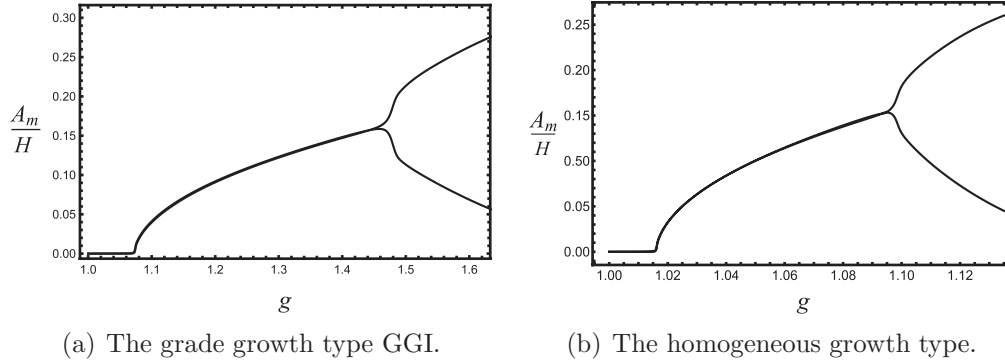 0.30
0.25
0.20
0.15
0.10
0.05
0.00
A_m
H
1.0 1.1 1.2 1.3 1.4 1.5 1.6
g
(a) The grade growth type GGI.
0.25
0.20
0.15
0.50
0.05
0.00
A_m
H
1.00 1.02 1.04 1.06 1.08 1.10 1.12
g
(b) The homogeneous growth type.